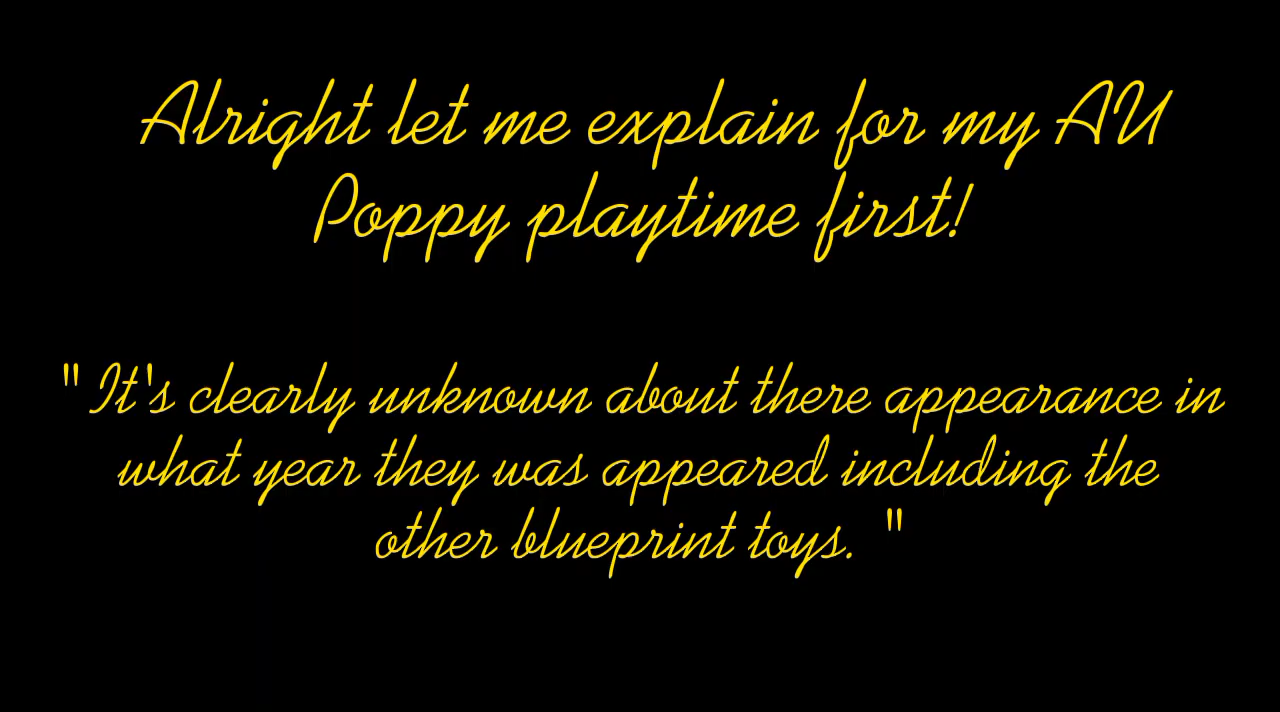 Alright let me explain for my AU
Poppy playtime first!
" It's clearly unknown about there appearance in
what year they was appeared including the
other blueprint toys. "